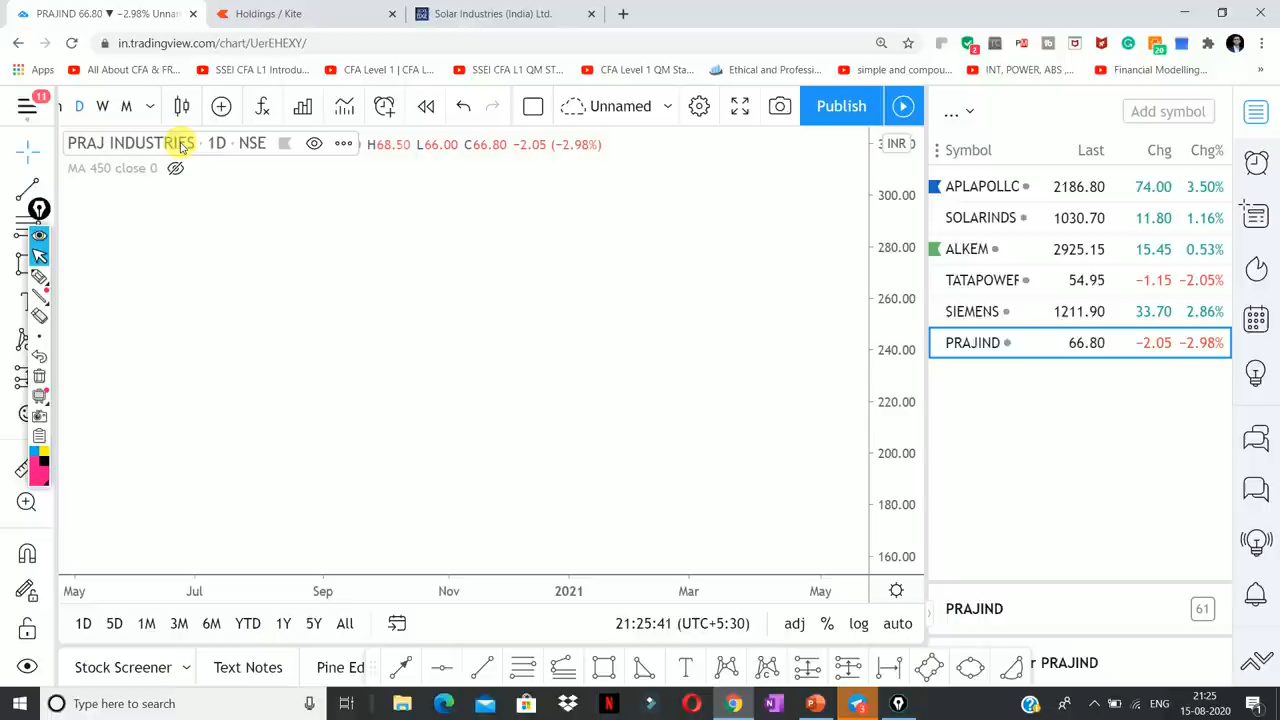 PRAJIND 66.80 ▼ −2.98% Unnam
Holdings / Kite
Solar Industries (India) Ltd.
in.tradingview.com/chart/UerEHEXY/
2
20
Apps
All About CFA & FR...
SSEI CFA L1 Introdu...
CFA Level 1 | CFA L...
SSEI CFA L1 QM ST...
CFA Level 1 QM Sta...
Ethical and Professi...
simple and compou...
INT, POWER, ABS ,...
Financial Modelling...
»
11
D W M
Unnamed
Publish
... 
Add symbol
PRAJ INDUSTRIES · 1D · NSE
H68.50 L66.00 C66.80 −2.05 (−2.98%)
INR
MA 450 close 0
Symbol Last Chg Chg%
APLAPOLLO 2186.80 74.00 3.50%
SOLARINDS 1030.70 11.80 1.16%
ALKEM 2925.15 15.45 0.53%
TATAPOWER 54.95 −1.15 −2.05%
SIEMENS 1211.90 33.70 2.86%
PRAJIND 66.80 −2.05 −2.98%
300.00
280.00
260.00
240.00
220.00
200.00
180.00
160.00
May Jul Sep Nov 2021 Mar May
1D 5D 1M 3M 6M YTD 1Y 5Y All
21:25:41 (UTC+5:30) adj % log auto
PRAJIND
61
Stock Screener Text Notes Pine Ed
r PRAJIND
Type here to search
ENG
21:25
15-08-2020
1